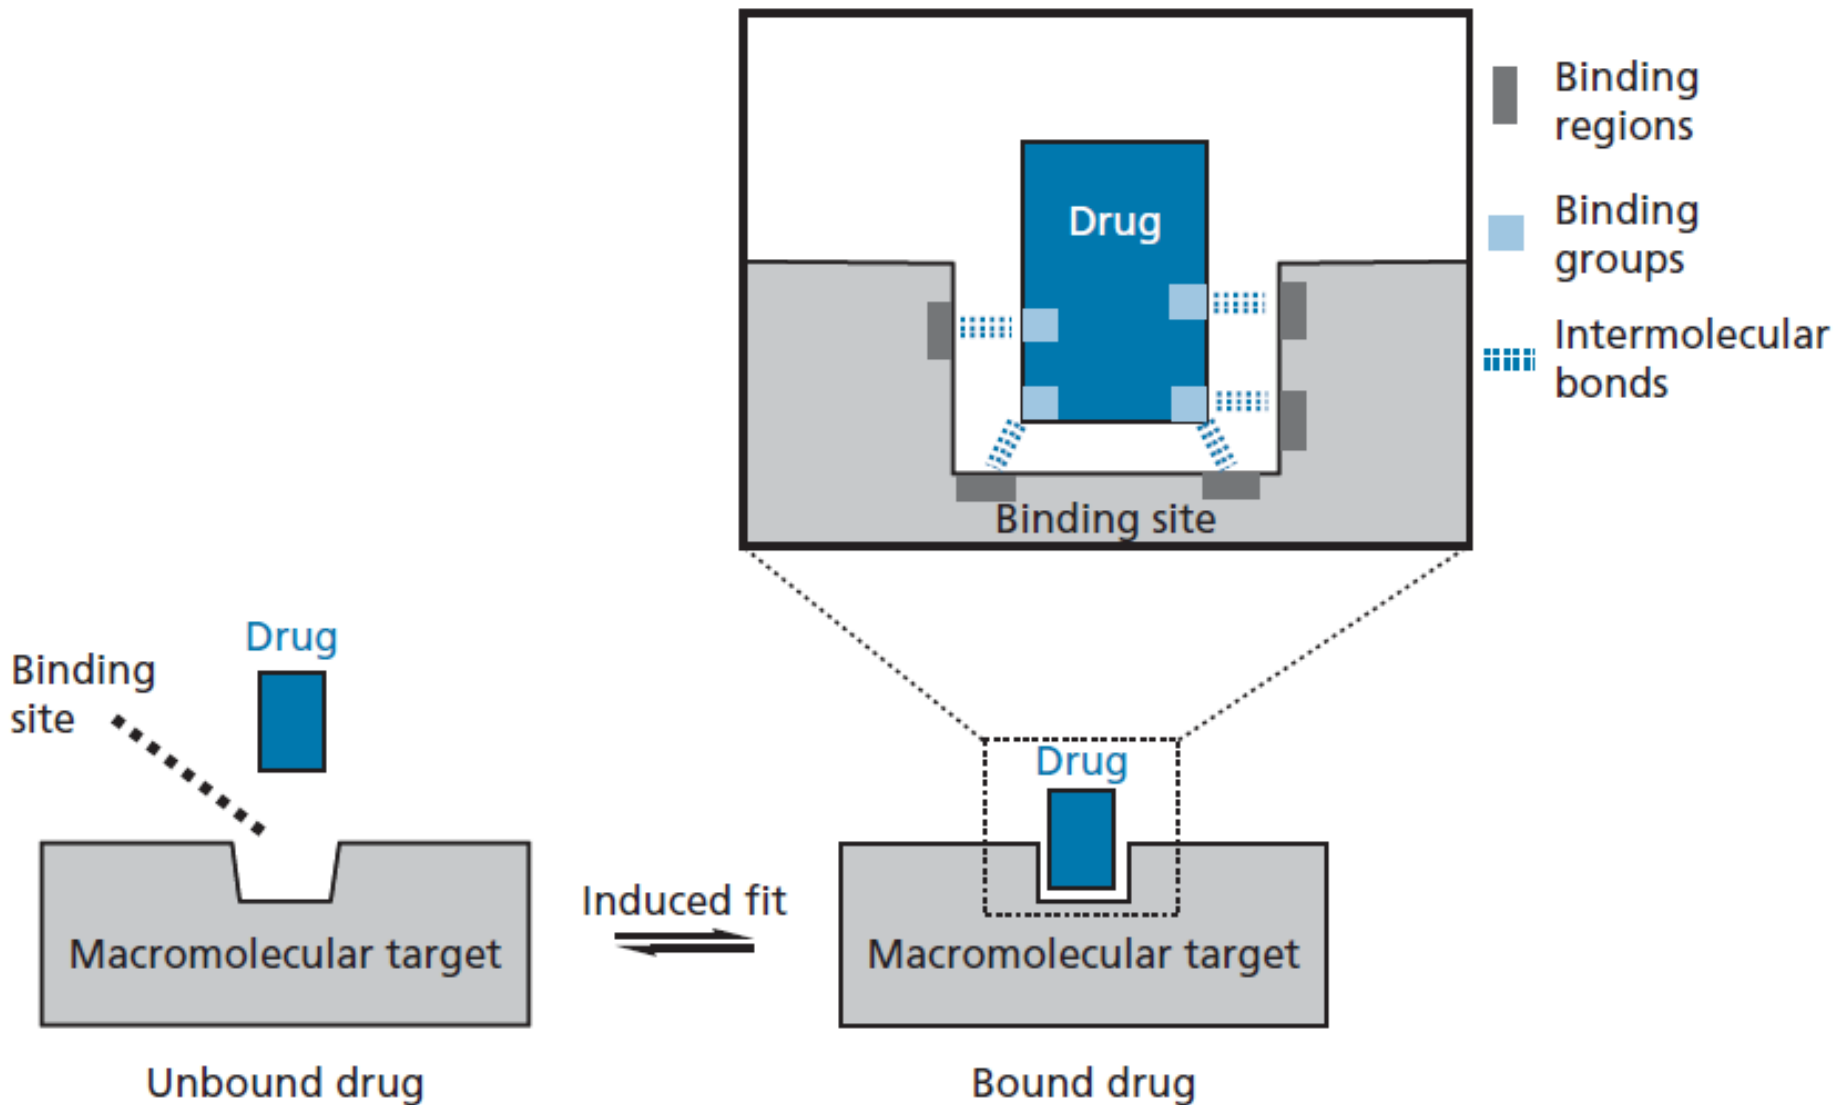 Binding
regions
Drug
Binding
groups
Intermolecular
bonds
Binding site
Drug
Binding
site
Drug
Induced fit
Macromolecular target
Macromolecular target
Unbound drug
Bound drug